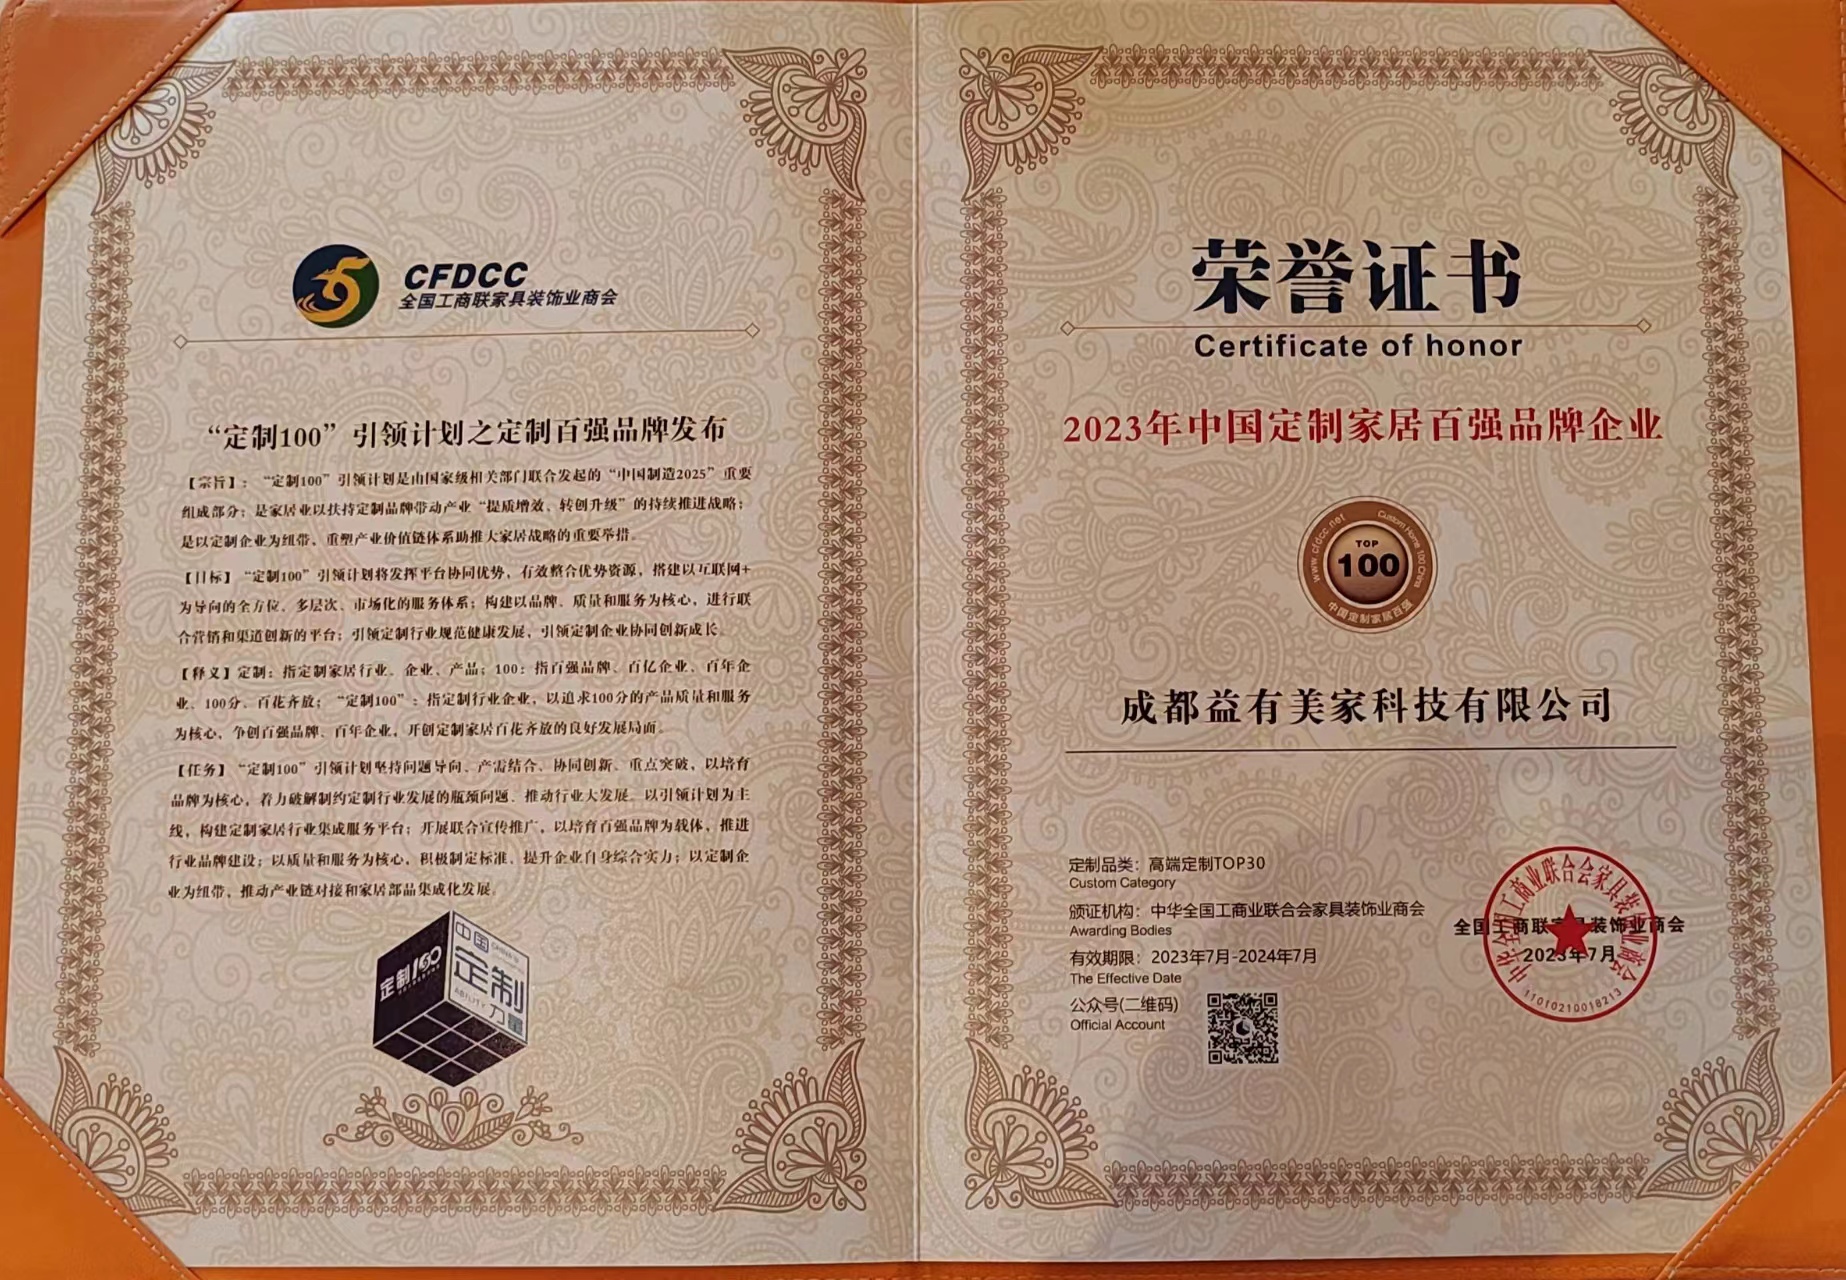 CFDCC
全国工商联家具装饰业商会
“定制100”引领计划之定制百强品牌发布
【宗旨】：“定制100”引领计划是由国家级相关部门联合发起的“中国制造2025”重要
组成部分；是家居业以扶持定制品牌带动产业“提质增效、转创升级”的持续推进战略；
是以定制企业为纽带、重塑产业价值链体系助推大家居战略的重要举措。
【目标】“定制100”引领计划将发挥平台协同优势，有效整合优势资源，搭建以互联网+
为导向的全方位、多层次、市场化的服务体系；构建以品牌、质量和服务为核心，进行联
合营销和渠道创新的平台；引领定制行业规范健康发展，引领定制企业协同创新成长。
【释义】定制：指定制家居行业、企业、产品；100：指百强品牌、百亿企业、百年企
业、100分、百花齐放；“定制100”：指定制行业企业，以追求100分的产品质量和服务
为核心、争创百强品牌、百年企业，开创定制家居百花齐放的良好发展局面。
【任务】“定制100”引领计划坚持问题导向、产需结合、协同创新、重点突破，以培育
品牌为核心，着力破解制约定制行业发展的瓶颈问题、推动行业大发展。以引领计划为主
线，构建定制家居行业集成服务平台；开展联合宣传推广，以培育百强品牌为载体，推进
行业品牌建设；以质量和服务为核心，积极制定标准、提升企业自身综合实力；以定制企
业为纽带，推动产业链对接和家居部品集成化发展。
定制100
中国
定制
ABILITY 力量
荣誉证书
Certificate of honor
2023年中国定制家居百强品牌企业
www.cfdcc.net
Custom Home 100 China
TOP
100
中国定制家居百强
成都益有美家科技有限公司
定制品类：高端定制TOP30
Custom Category
颁证机构：中华全国工商业联合会家具装饰业商会
Awarding Bodies
有效期限：2023年7月-2024年7月
The Effective Date
公众号(二维码)
Official Account
全国工商联家具装饰业商会
2023年7月
中华全国工商业联合会家具装饰业商会
11010210018213